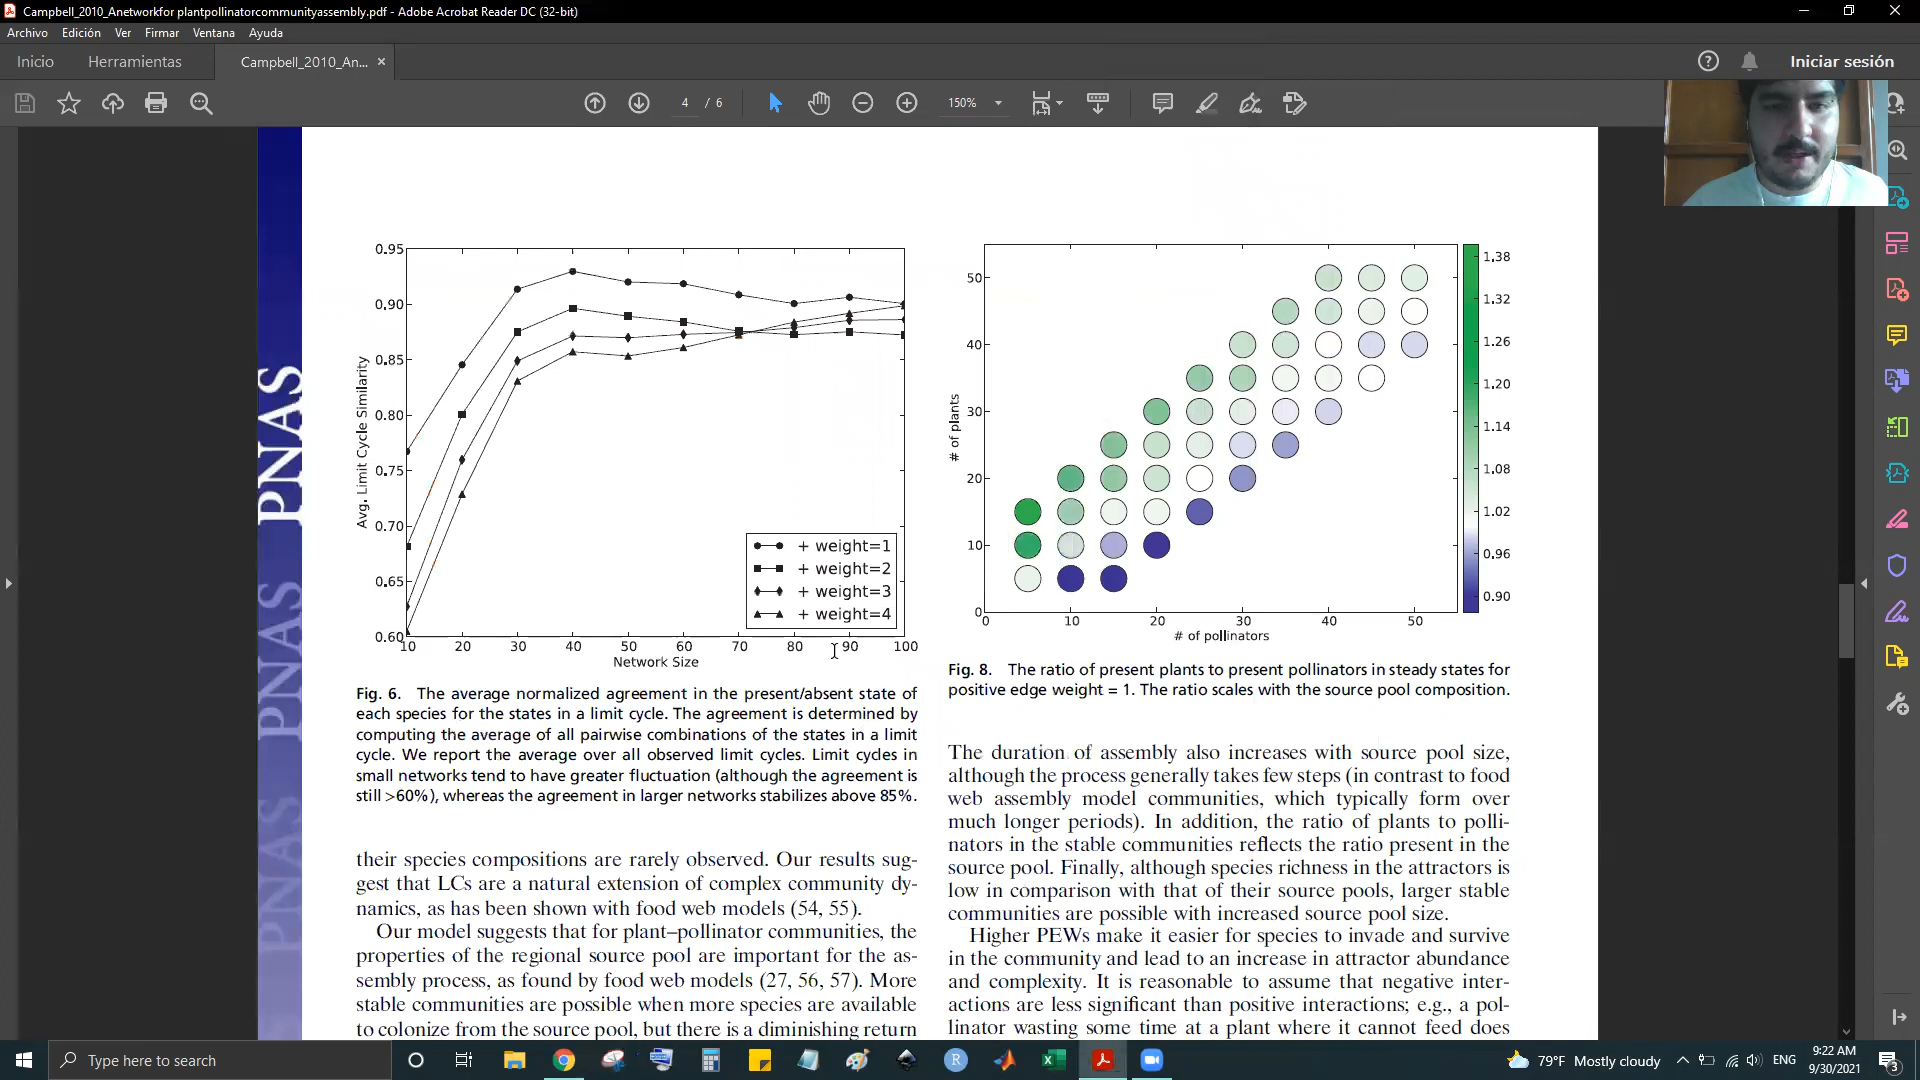 Campbell_2010_Anetworkfor plantpollinatorcommunityassembly.pdf - Adobe Acrobat Reader DC (32-bit)
Archivo Edición Ver Firmar Ventana Ayuda
Inicio Herramientas Campbell_2010_An... × Iniciar sesión
4 / 6 150%
PNAS PNAS PNAS
0.95
0.90
0.85
0.80
0.75
0.70
0.65
0.60
Avg. Limit Cycle Similarity
+ weight=1
+ weight=2
+ weight=3
+ weight=4
10 20 30 40 50 60 70 80 90 100
Network Size
Fig. 6. The average normalized agreement in the present/absent state of
each species for the states in a limit cycle. The agreement is determined by
computing the average of all pairwise combinations of the states in a limit
cycle. We report the average over all observed limit cycles. Limit cycles in
small networks tend to have greater fluctuation (although the agreement is
still >60%), whereas the agreement in larger networks stabilizes above 85%.
their species compositions are rarely observed. Our results sug-
gest that LCs are a natural extension of complex community dy-
namics, as has been shown with food web models (54, 55).
Our model suggests that for plant–pollinator communities, the
properties of the regional source pool are important for the as-
sembly process, as found by food web models (27, 56, 57). More
stable communities are possible when more species are available
to colonize from the source pool, but there is a diminishing return
50
40
30
20
10
0
# of plants
0 10 20 30 40 50
# of pollinators
1.38
1.32
1.26
1.20
1.14
1.08
1.02
0.96
0.90
Fig. 8. The ratio of present plants to present pollinators in steady states for
positive edge weight = 1. The ratio scales with the source pool composition.
The duration of assembly also increases with source pool size,
although the process generally takes few steps (in contrast to food
web assembly model communities, which typically form over
much longer periods). In addition, the ratio of plants to polli-
nators in the stable communities reflects the ratio present in the
source pool. Finally, although species richness in the attractors is
low in comparison with that of their source pools, larger stable
communities are possible with increased source pool size.
Higher PEWs make it easier for species to invade and survive
in the community and lead to an increase in attractor abundance
and complexity. It is reasonable to assume that negative inter-
actions are less significant than positive interactions; e.g., a pol-
linator wasting some time at a plant where it cannot feed does
Type here to search
79°F Mostly cloudy ENG
9:22 AM
9/30/2021
3